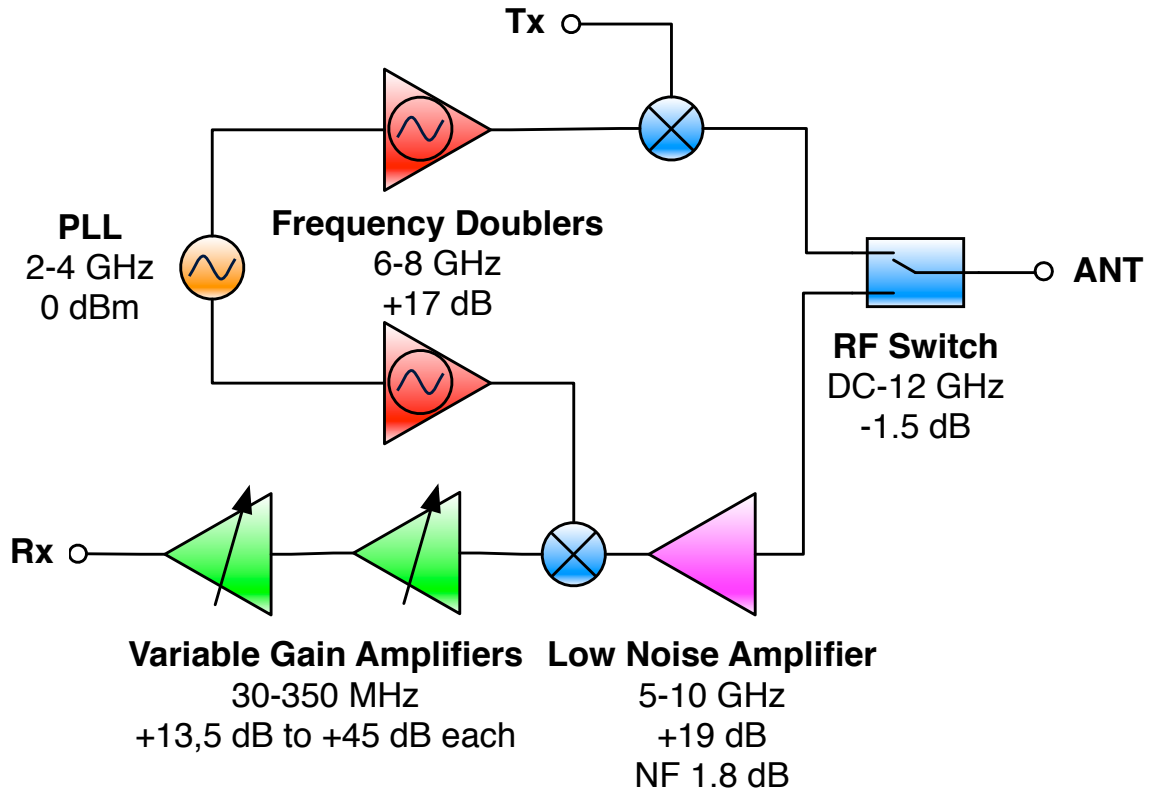 Tx
PLL
2-4 GHz
0 dBm
Frequency Doublers
6-8 GHz
+17 dB
ANT
RF Switch
DC-12 GHz
-1.5 dB
Rx
Variable Gain Amplifiers
30-350 MHz
+13,5 dB to +45 dB each
Low Noise Amplifier
5-10 GHz
+19 dB
NF 1.8 dB